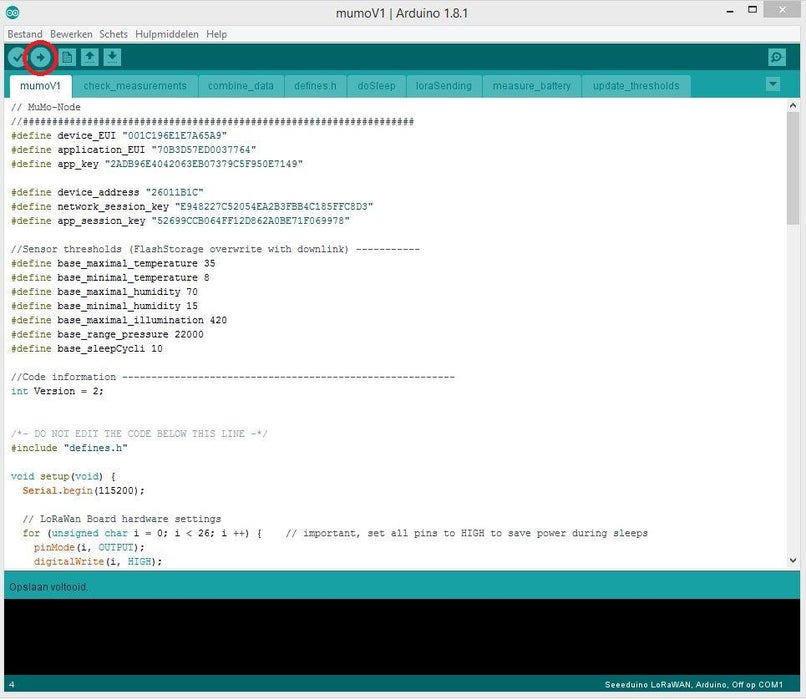 mumoV1 | Arduino 1.8.1
Bestand Bewerken Schets Hulpmiddelen Help
mumoV1 check_measurements combine_data defines.h doSleep loraSending measure_battery update_thresholds
// MuMo-Node
//###################################################################
#define device_EUI "001C196E1E7A65A9"
#define application_EUI "70B3D57ED0037764"
#define app_key "2ADB96E4042063EB07379C5F950E7149"
#define device_address "26011B1C"
#define network_session_key "E948227C52054EA2B3FBB4C185FFC8D3"
#define app_session_key "52699CCB064FF12D862A0BE71F069978"
//Sensor thresholds (FlashStorage overwrite with downlink) -----------
#define base_maximal_temperature 35
#define base_minimal_temperature 8
#define base_maximal_humidity 70
#define base_minimal_humidity 15
#define base_maximal_illumination 420
#define base_range_pressure 22000
#define base_sleepCycli 10
//Code information ---------------------------------------------------------
int Version = 2;
/*- DO NOT EDIT THE CODE BELOW THIS LINE -*/
#include "defines.h"
void setup(void) {
Serial.begin(115200);
// LoRaWan Board hardware settings
for (unsigned char i = 0; i < 26; i ++) {    // important, set all pins to HIGH to save power during sleeps
pinMode(i, OUTPUT);
digitalWrite(i, HIGH);
Opslaan voltooid.
4 Seeeduino LoRaWAN, Arduino, Off op COM1